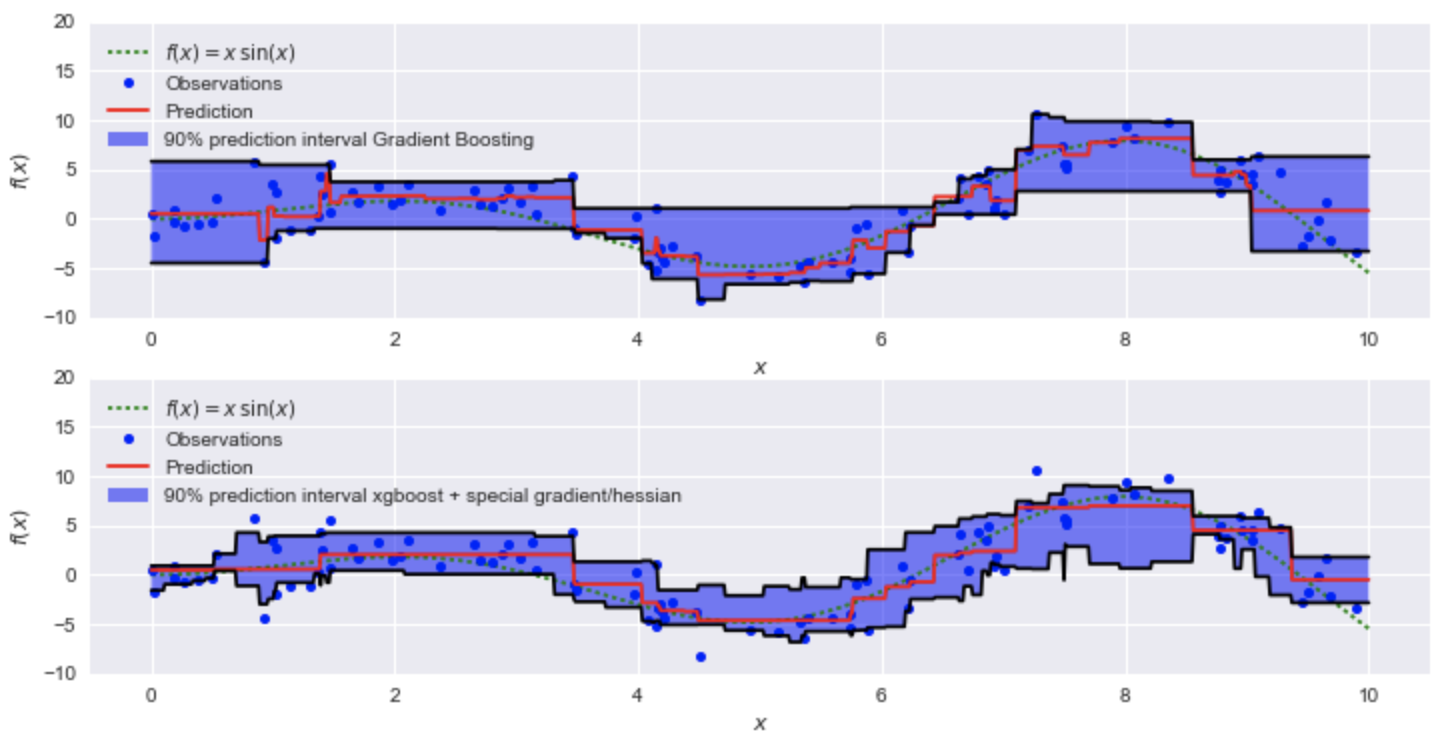 20
15
10
5
0
−5
−10
f(x)
f(x) = x sin(x)
Observations
Prediction
90% prediction interval Gradient Boosting
0 2 4 6 8 10
x
20
15
10
5
0
−5
−10
f(x)
f(x) = x sin(x)
Observations
Prediction
90% prediction interval xgboost + special gradient/hessian
0 2 4 6 8 10
x